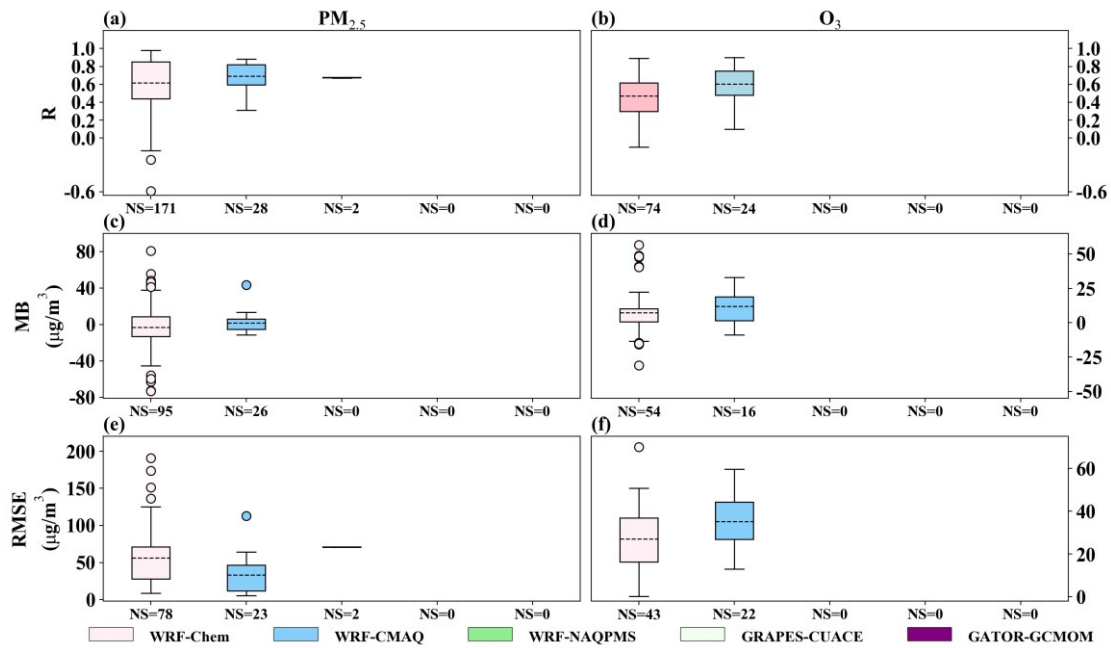 (a) PM2.5 (b) O3
1.0 1.0
0.8 0.8
0.6 0.6
R 0.4 0.4
0.2 0.2
0.0 0.0
-0.6 -0.6
NS=171 NS=28 NS=2 NS=0 NS=0 NS=74 NS=24 NS=0 NS=0 NS=0
(c) (d)
80 50
40 25
MB (μg/m³) 0 0
-40 -25
-80 -50
NS=95 NS=26 NS=0 NS=0 NS=0 NS=54 NS=16 NS=0 NS=0 NS=0
(e) (f)
200 60
150 40
RMSE (μg/m³) 100 20
50 0
0
NS=78 NS=23 NS=2 NS=0 NS=0 NS=43 NS=22 NS=0 NS=0 NS=0
WRF-Chem WRF-CMAQ WRF-NAQPMS GRAPES-CUACE GATOR-GCMOM